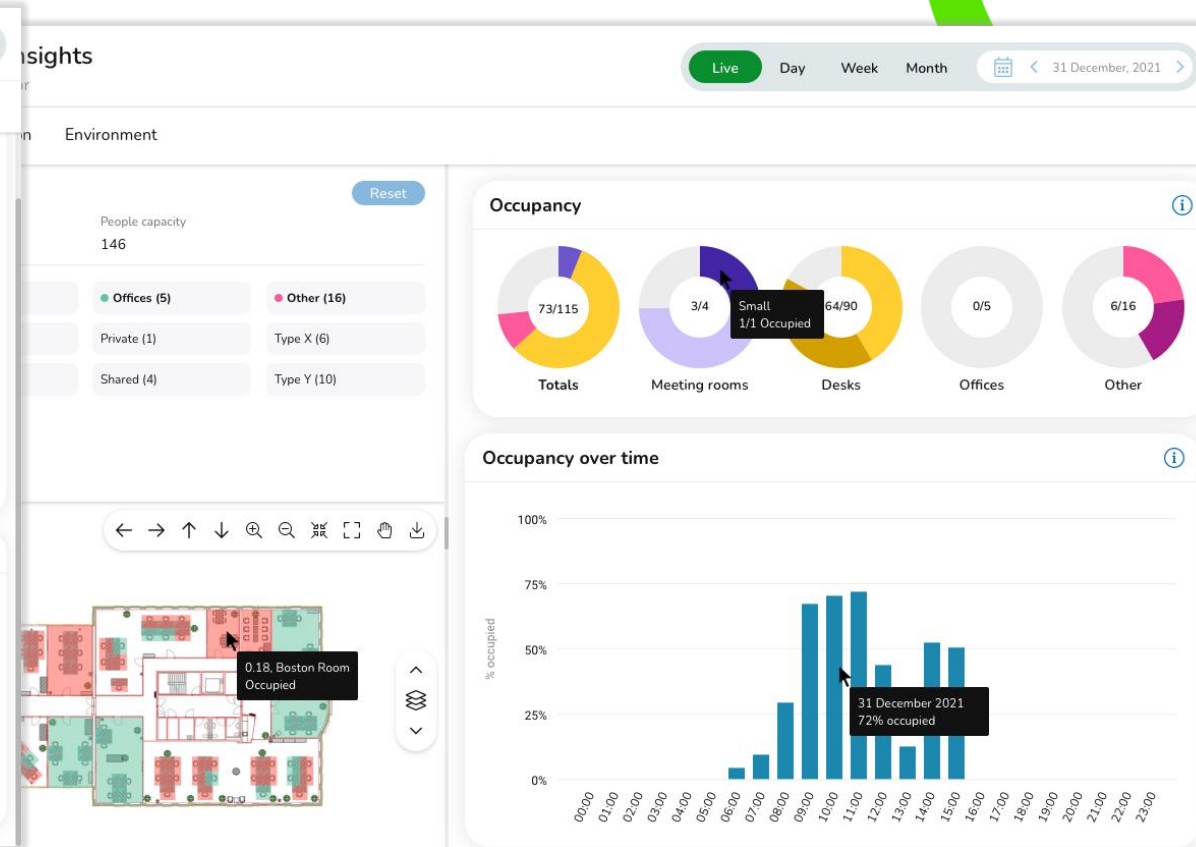 nsights
Live
Day
Week
Month
31 December, 2021
Environment
Reset
People capacity
146
Offices (5)
Other (16)
Private (1)
Type X (6)
Shared (4)
Type Y (10)
Occupancy
73/115
3/4
Small
1/1 Occupied
64/90
0/5
6/16
Totals
Meeting rooms
Desks
Offices
Other
Occupancy over time
100%
75%
50%
25%
0%
% occupied
31 December 2021
72% occupied
00:00
01:00
02:00
03:00
04:00
05:00
06:00
07:00
08:00
09:00
10:00
11:00
12:00
13:00
14:00
15:00
16:00
17:00
18:00
19:00
20:00
21:00
22:00
23:00
0.18, Boston Room
Occupied